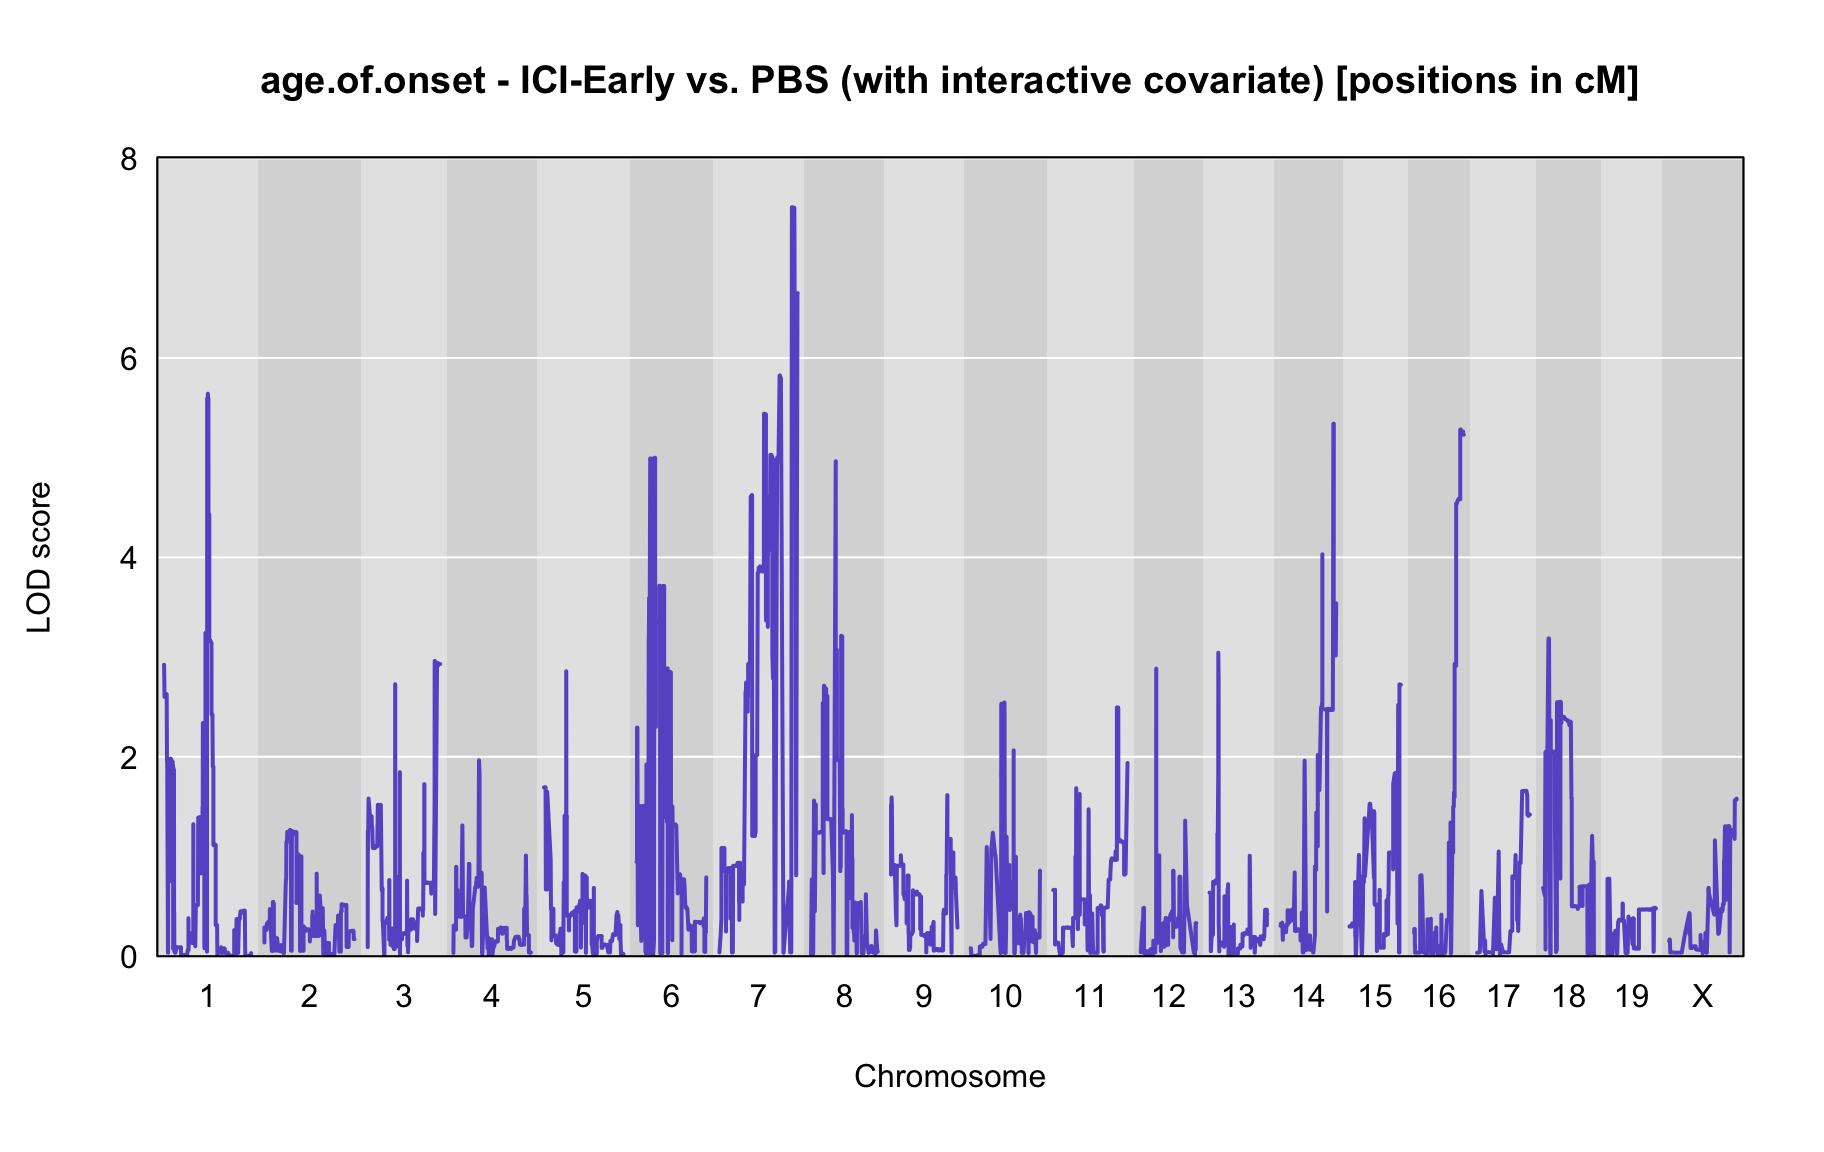 age.of.onset - ICI-Early vs. PBS (with interactive covariate) [positions in cM]
8
6
4
2
0
LOD score
1 2 3 4 5 6 7 8 9 10 11 12 13 14 15 16 17 18 19 X
Chromosome